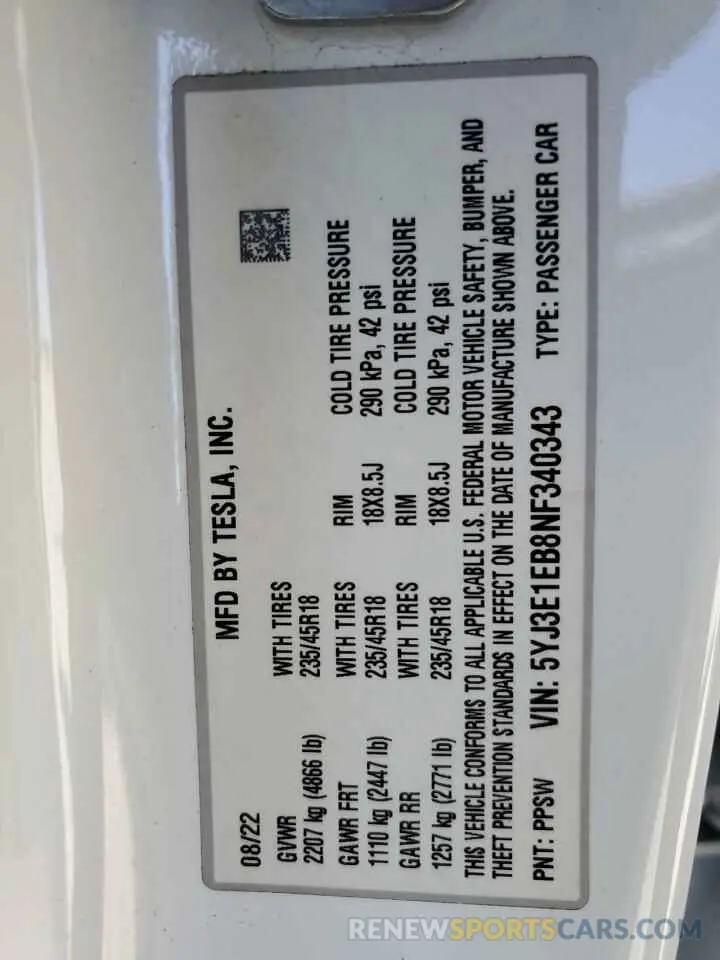 MFD BY TESLA, INC.
08/22
GVWR WITH TIRES
2207 kg (4866 lb) 235/45R18
GAWR FRT WITH TIRES RIM COLD TIRE PRESSURE
1110 kg (2447 lb) 235/45R18 18X8.5J 290 kPa, 42 psi
GAWR RR WITH TIRES RIM COLD TIRE PRESSURE
1257 kg (2771 lb) 235/45R18 18X8.5J 290 kPa, 42 psi
THIS VEHICLE CONFORMS TO ALL APPLICABLE U.S. FEDERAL MOTOR VEHICLE SAFETY, BUMPER, AND
THEFT PREVENTION STANDARDS IN EFFECT ON THE DATE OF MANUFACTURE SHOWN ABOVE.
PNT: PPSW VIN: 5YJ3E1EB8NF340343 TYPE: PASSENGER CAR
RENEWSPORTSCARS.COM